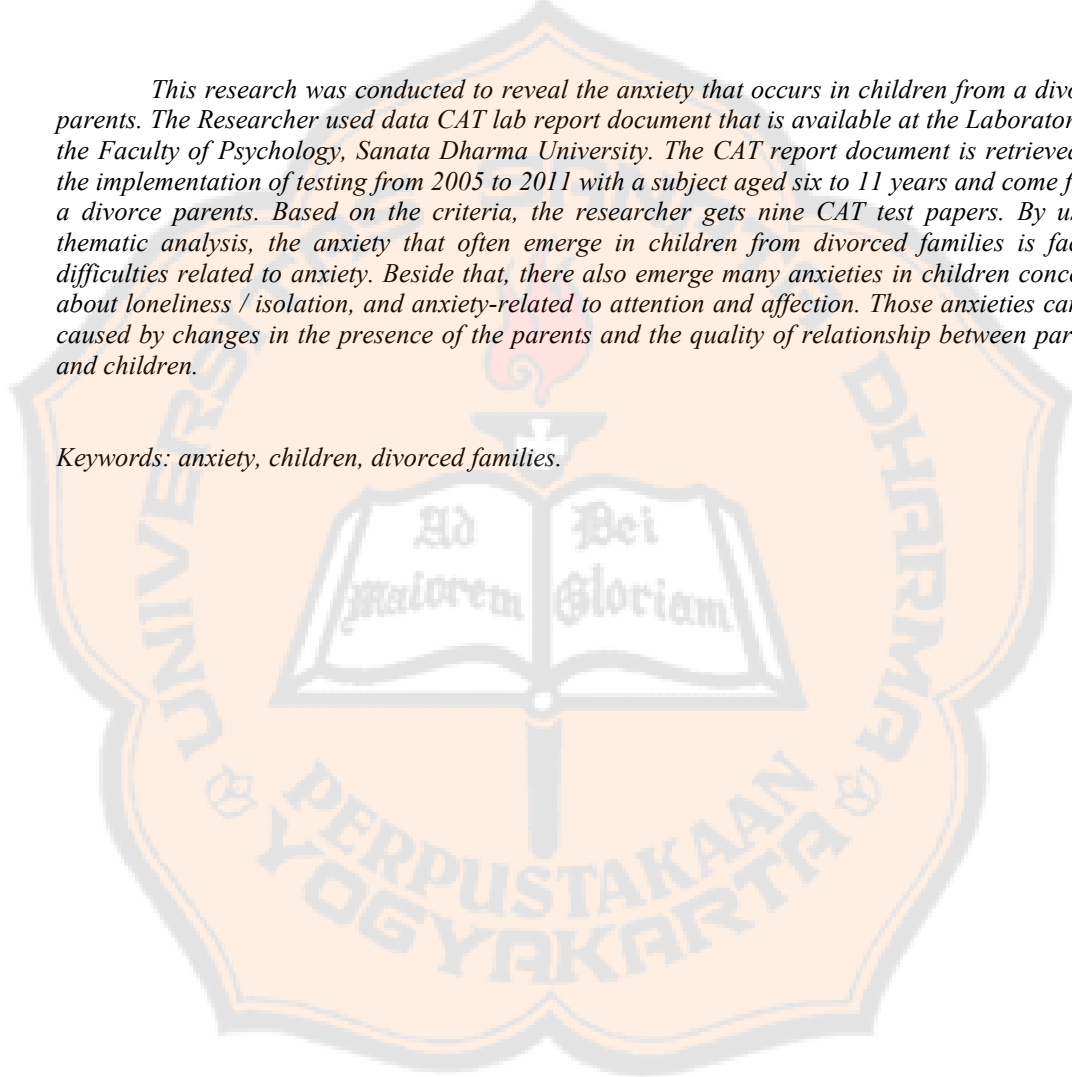 This research was conducted to reveal the anxiety that occurs in children from a
parents. The Researcher used data CAT lab report document that is available at the
the Faculty of Psychology, Sanata Dharma University. The CAT report document is
the implementation of testing from 2005 to 2011 with a subject aged six to 11 years and come
a divorce parents. Based on the criteria, the researcher gets nine CAT test papers. By
thematic analysis, the anxiety that often emerge in children from divorced families is
difficulties related to anxiety. Beside that, there also emerge many anxieties in children
about loneliness / isolation, and anxiety-related to attention and affection. Those anxieties
caused by changes in the presence of the parents and the quality of relationship between
and children.
Keywords: anxiety, children, divorced families.
UNIVERSITAS SANATA DHARMA
Ad Maiorem
Dei Gloriam
PERPUSTAKAAN
YOGYAKARTA